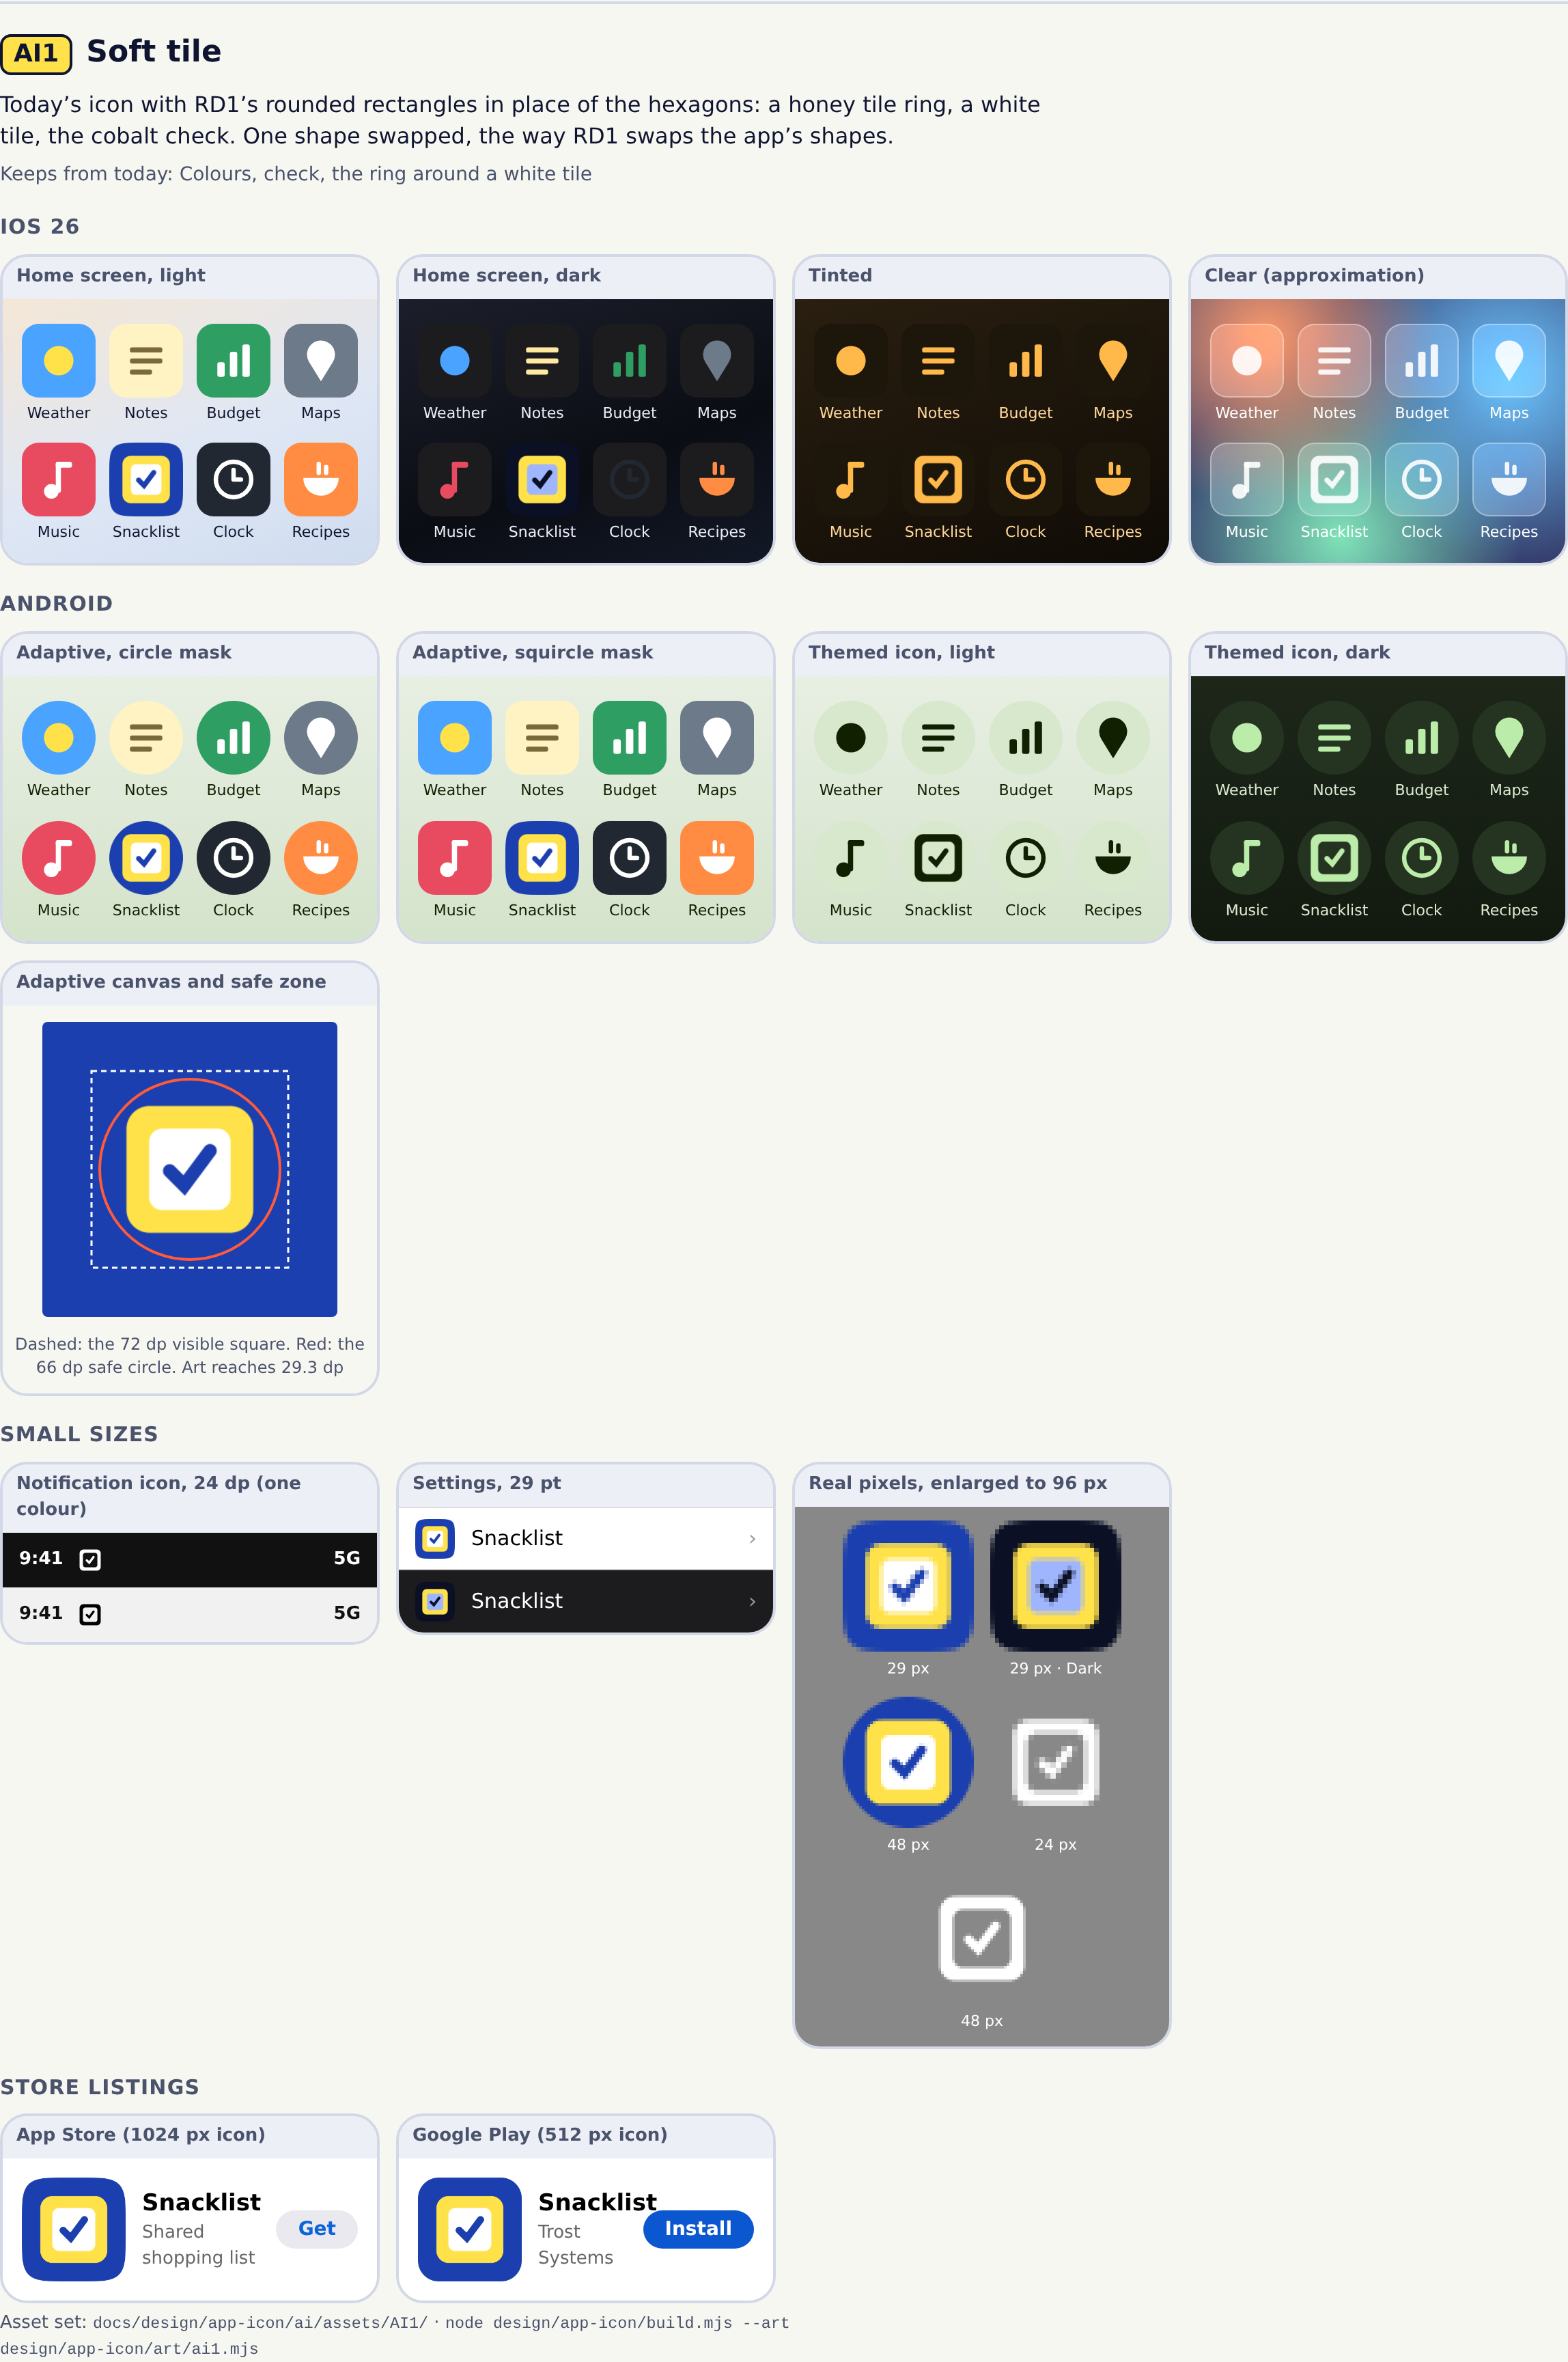 AI1 Soft tile
Today’s icon with RD1’s rounded rectangles in place of the hexagons: a honey tile ring, a white
tile, the cobalt check. One shape swapped, the way RD1 swaps the app’s shapes.
Keeps from today: Colours, check, the ring around a white tile
IOS 26
Home screen, light
Weather Notes Budget Maps
Music Snacklist Clock Recipes
Home screen, dark
Weather Notes Budget Maps
Music Snacklist Clock Recipes
Tinted
Weather Notes Budget Maps
Music Snacklist Clock Recipes
Clear (approximation)
Weather Notes Budget Maps
Music Snacklist Clock Recipes
ANDROID
Adaptive, circle mask
Weather Notes Budget Maps
Music Snacklist Clock Recipes
Adaptive, squircle mask
Weather Notes Budget Maps
Music Snacklist Clock Recipes
Themed icon, light
Weather Notes Budget Maps
Music Snacklist Clock Recipes
Themed icon, dark
Weather Notes Budget Maps
Music Snacklist Clock Recipes
Adaptive canvas and safe zone
Dashed: the 72 dp visible square. Red: the
66 dp safe circle. Art reaches 29.3 dp
SMALL SIZES
Notification icon, 24 dp (one
colour)
9:41 5G
9:41 5G
Settings, 29 pt
Snacklist ›
Snacklist ›
Real pixels, enlarged to 96 px
29 px 29 px · Dark
48 px 24 px
48 px
STORE LISTINGS
App Store (1024 px icon)
Snacklist
Shared
shopping list
Get
Google Play (512 px icon)
Snacklist
Trost
Systems
Install
Asset set: docs/design/app-icon/ai/assets/AI1/ · node design/app-icon/build.mjs --art
design/app-icon/art/ai1.mjs